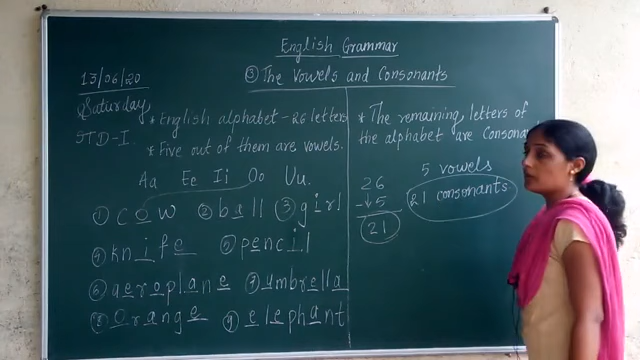 English Grammar
13/06/20
③ The Vowels and Consonants
Saturday
STD-I.
* English alphabet - 26 letters
* Five out of them are vowels.
Aa Ee Ii Oo Uu.
① cow ② ball ③ girl
④ knife ⑤ pencil
⑥ aeroplane ⑦ umbrella
⑧ Orange ⑨ elephant
* The remaining letters of
the alphabet are Consona
5 vowels
21 consonants
26
- 5
21